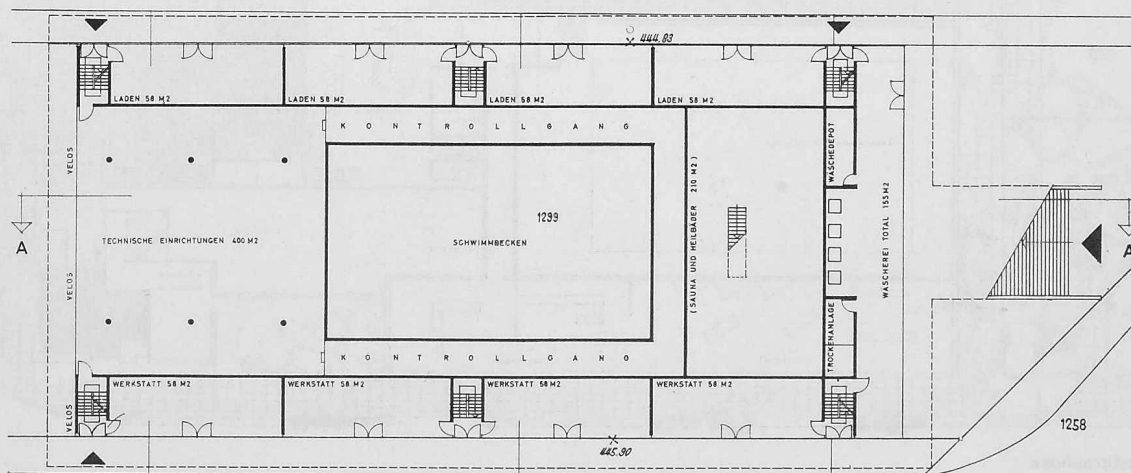 444.83
LADEN 58 M2
LADEN 58 M2
LADEN 58 M2
LADEN 58 M2
KONTROLLGANG
VELOS
WÄSCHEDEPOT
1299
(SAUNA UND HEILBÄDER 210 M2)
WÄSCHEREI TOTAL 155 M2
A
TECHNISCHE EINRICHTUNGEN 400 M2
SCHWIMMBECKEN
A
VELOS
TROCKENANLAGE
KONTROLLGANG
WERKSTATT 58 M2
WERKSTATT 58 M2
WERKSTATT 58 M2
WERKSTATT 58 M2
VELOS
1258
445.90